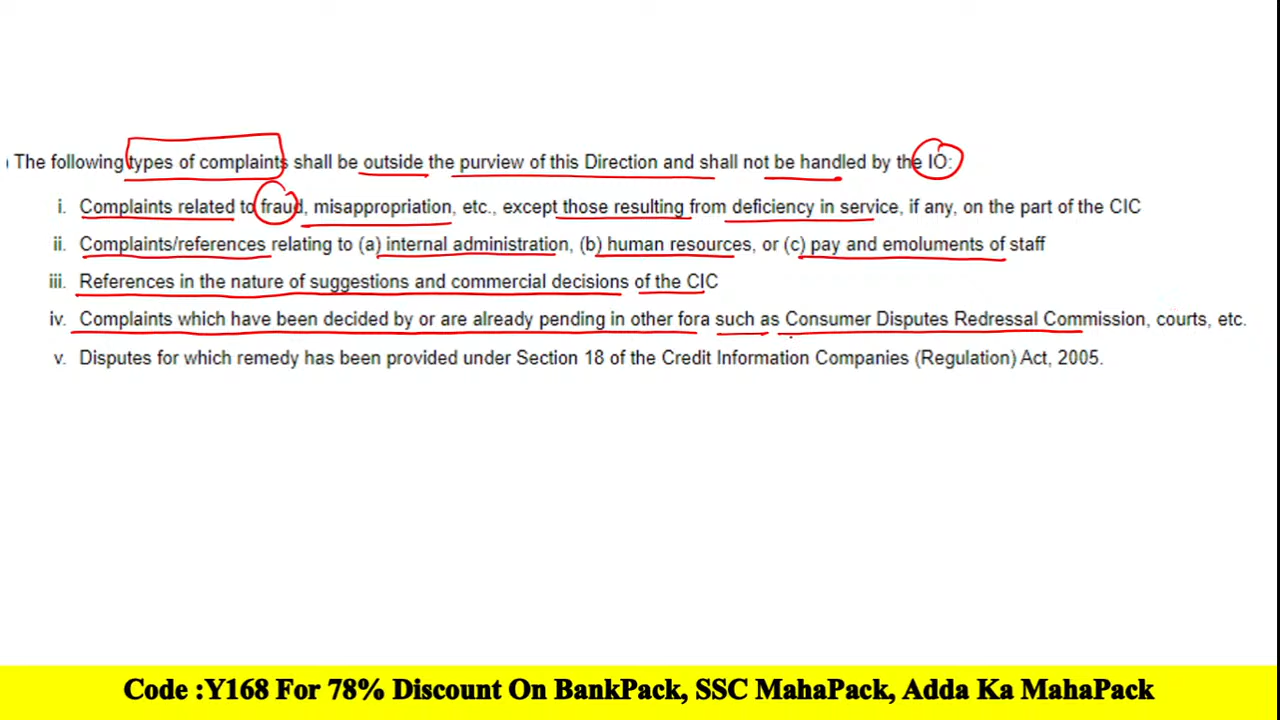 The following types of complaints shall be outside the purview of this Direction and shall not be handled by the IO:
i. Complaints related to fraud, misappropriation, etc., except those resulting from deficiency in service, if any, on the part of the CIC
ii. Complaints/references relating to (a) internal administration, (b) human resources, or (c) pay and emoluments of staff
iii. References in the nature of suggestions and commercial decisions of the CIC
iv. Complaints which have been decided by or are already pending in other fora such as Consumer Disputes Redressal Commission, courts, etc.
v. Disputes for which remedy has been provided under Section 18 of the Credit Information Companies (Regulation) Act, 2005.
Code :Y168 For 78% Discount On BankPack, SSC MahaPack, Adda Ka MahaPack